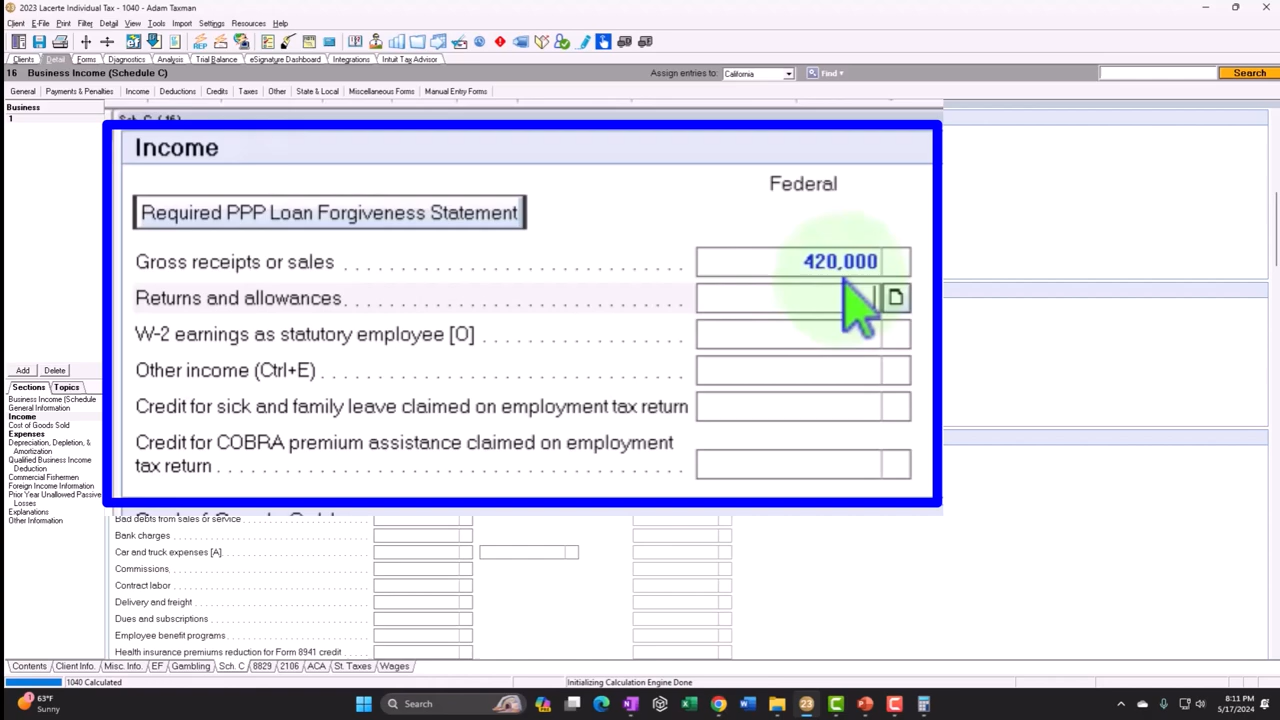 2023 Lacerte Individual Tax - 1040 - Adam Taxman
Client E-File Print Filter Detail View Tools Import Settings Resources Help
Clients Detail Forms Diagnostics Analysis Trial Balance eSignature Dashboard Integrations Intuit Tax Advisor
16 Business Income (Schedule C) Assign entries to: California Find Search
General Payments & Penalties Income Deductions Credits Taxes Other State & Local Miscellaneous Forms Manual Entry Forms
Business
1
Income
Federal
Required PPP Loan Forgiveness Statement
Gross receipts or sales 420,000
Returns and allowances
W-2 earnings as statutory employee [O]
Other income (Ctrl+E)
Credit for sick and family leave claimed on employment tax return
Credit for COBRA premium assistance claimed on employment
tax return
Add Delete
Sections Topics
Business Income (Schedule
General Information
Income
Cost of Goods Sold
Expenses
Depreciation, Depletion, &
Amortization
Qualified Business Income
Deduction
Commercial Fishermen
Foreign Income Information
Prior Year Unallowed Passive
Losses
Explanations
Other Information
Bad debts from sales or service
Bank charges
Car and truck expenses [A]
Commissions
Contract labor
Delivery and freight
Dues and subscriptions
Employee benefit programs
Health insurance premiums reduction for Form 8941 credit
Contents Client Info. Misc. Info. EF Gambling Sch. C 8829 2106 ACA St. Taxes Wages
1040 Calculated Initializing Calculation Engine Done
63°F
Sunny
Search
8:11 PM
5/17/2024